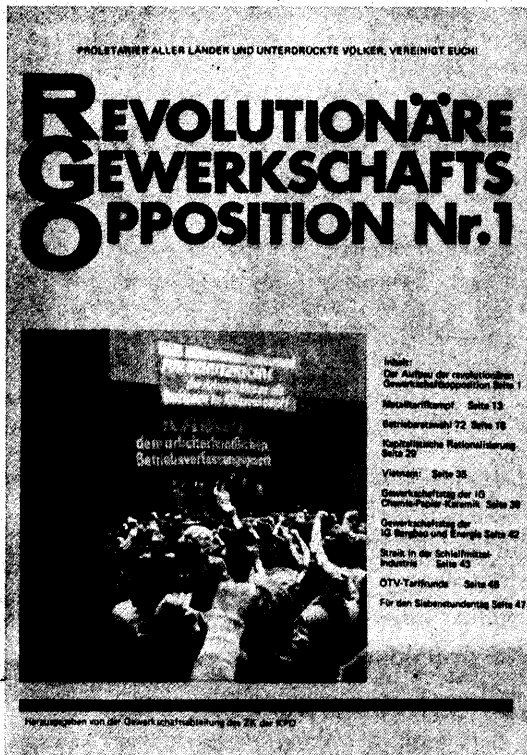 PROLETARIER ALLER LÄNDER UND UNTERDRÜCKTE VÖLKER, VEREINIGT EUCH!
REVOLUTIONÄRE
GEWERKSCHAFTS
OPPOSITION Nr.1
Inhalt:
Der Aufbau der revolutionären
Gewerkschaftsopposition Seite 1
Metalltarifkampf Seite 13
Betriebsratswahl 72 Seite 18
Kapitalistische Rationalisierung
Seite 29
Vietnam: Seite 35
Gewerkschaftstag der IG
Chemie-Papier-Keramik Seite 39
Gewerkschaftstag der
IG Bergbau und Energie Seite 42
Streik in der Schleifmittel-
industrie Seite 43
ÖTV-Tarifrunde Seite 46
Für den Siebenstundentag Seite 47
dem arbeiterfeindlichen
Betriebsverfassungsgesetz
Herausgegeben von der Gewerkschaftsabteilung des ZK der KPD